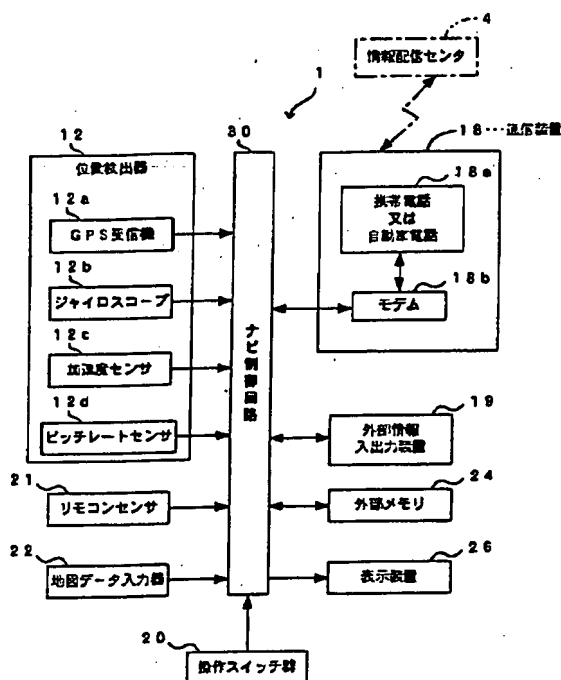 4
情報配信センタ
1
30
12
位置検出器
12a
GPS受信機
12b
ジャイロスコープ
12c
加速度センサ
12d
ピッチレートセンサ
21
リモコンセンサ
22
地図データ入力器
20
操作スイッチ群
ナビ制御回路
18…通信装置
18a
携帯電話
又は
自動車電話
18b
モデム
19
外部情報
入出力装置
24
外部メモリ
26
表示装置